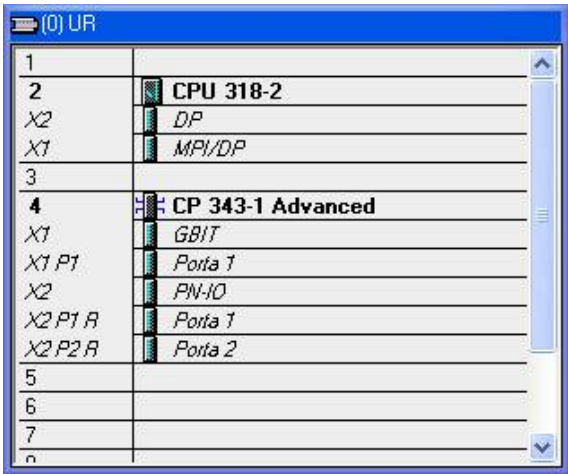 (0) UR
1
2 CPU 318-2
X2 DP
X1 MPI/DP
3
4 CP 343-1 Advanced
X1 GBIT
X1 P1 Porta 1
X2 PN-IO
X2 P1 R Porta 1
X2 P2 R Porta 2
5
6
7